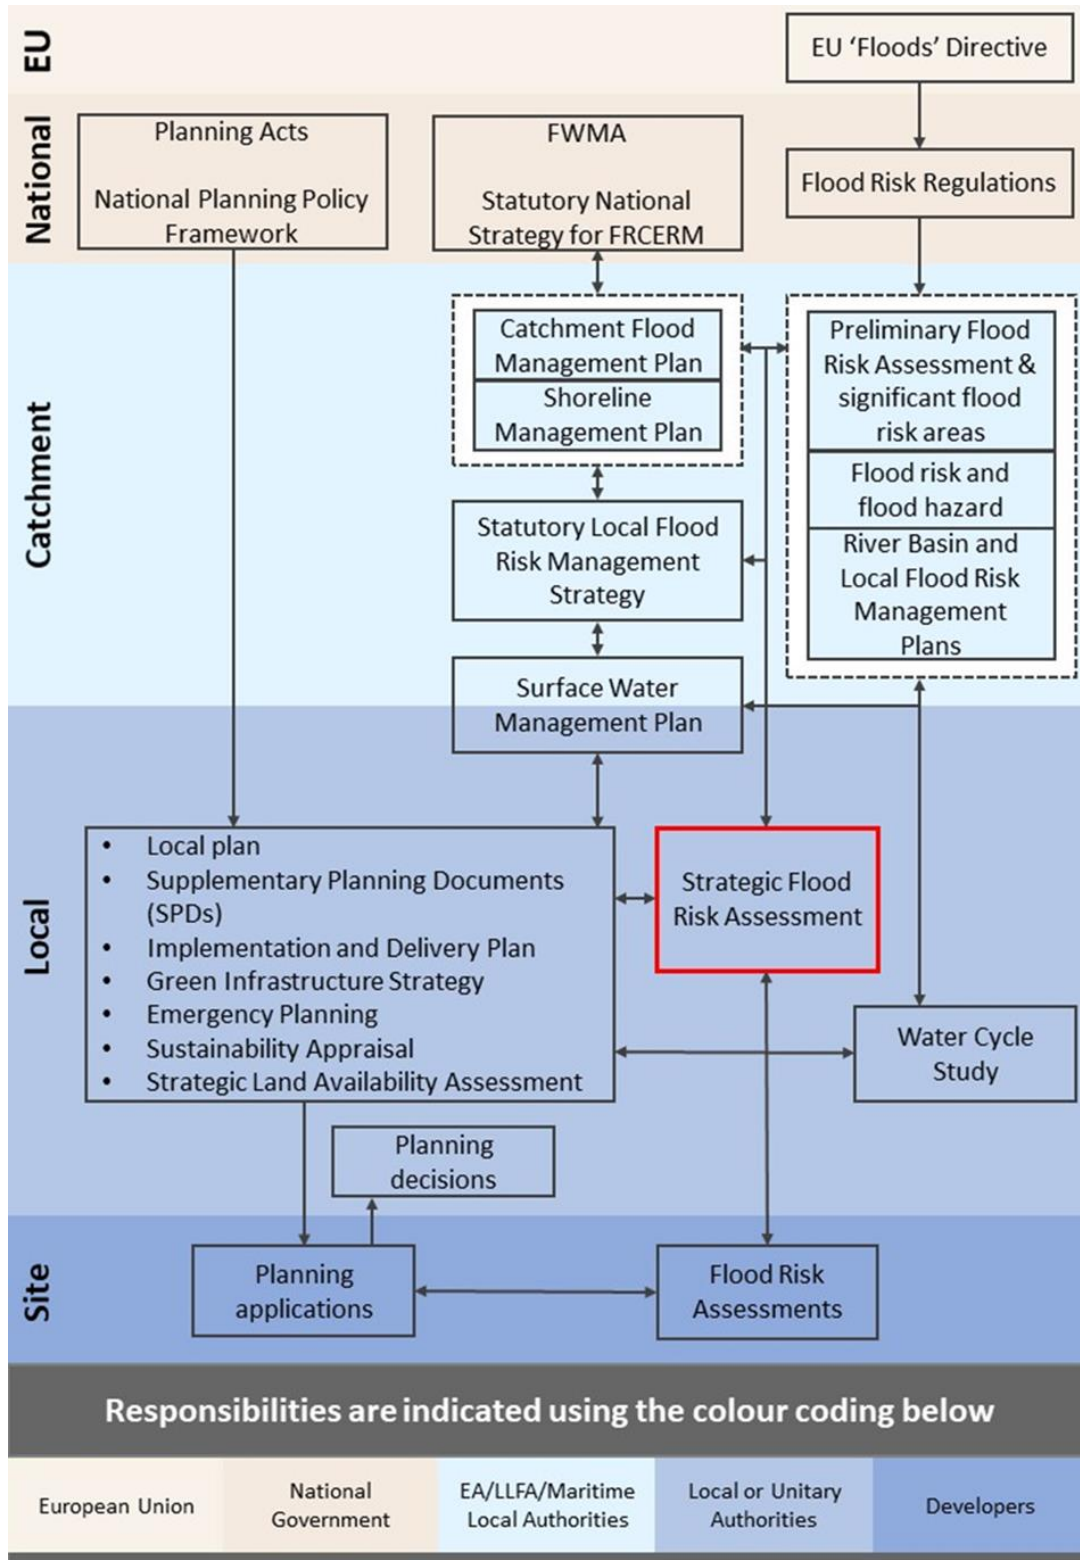 EU
EU ‘Floods’ Directive
National
Planning Acts
National Planning Policy
Framework
FWMA
Statutory National
Strategy for FRCERM
Flood Risk Regulations
Catchment
Catchment Flood
Management Plan
Shoreline
Management Plan
Preliminary Flood
Risk Assessment &
significant flood
risk areas
Flood risk and
flood hazard
River Basin and
Local Flood Risk
Management
Plans
Statutory Local Flood
Risk Management
Strategy
Surface Water
Management Plan
Local
• Local plan
• Supplementary Planning Documents
(SPDs)
• Implementation and Delivery Plan
• Green Infrastructure Strategy
• Emergency Planning
• Sustainability Appraisal
• Strategic Land Availability Assessment
Strategic Flood
Risk Assessment
Water Cycle
Study
Planning
decisions
Site
Planning
applications
Flood Risk
Assessments
Responsibilities are indicated using the colour coding below
European Union
National
Government
EA/LLFA/Maritime
Local Authorities
Local or Unitary
Authorities
Developers